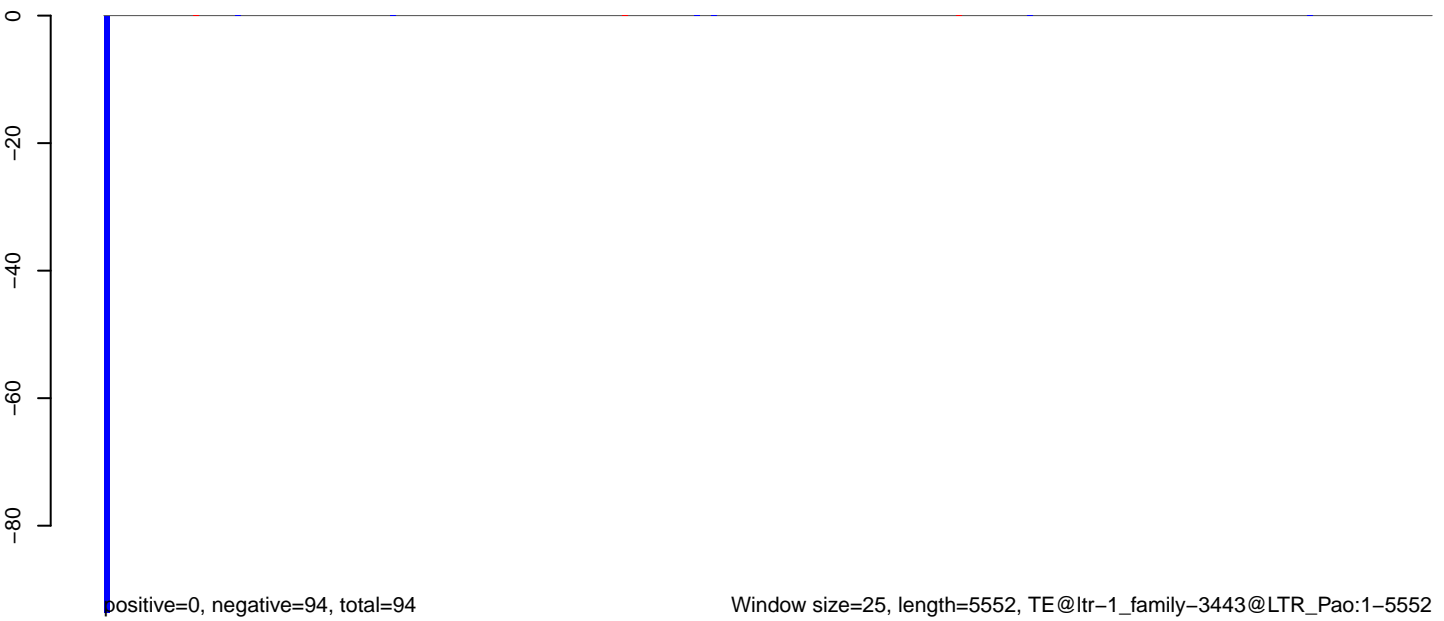 0
−20
−40
−60
−80
positive=0, negative=94, total=94
Window size=25, length=5552, TE@ltr−1_family−3443@LTR_Pao:1−5552